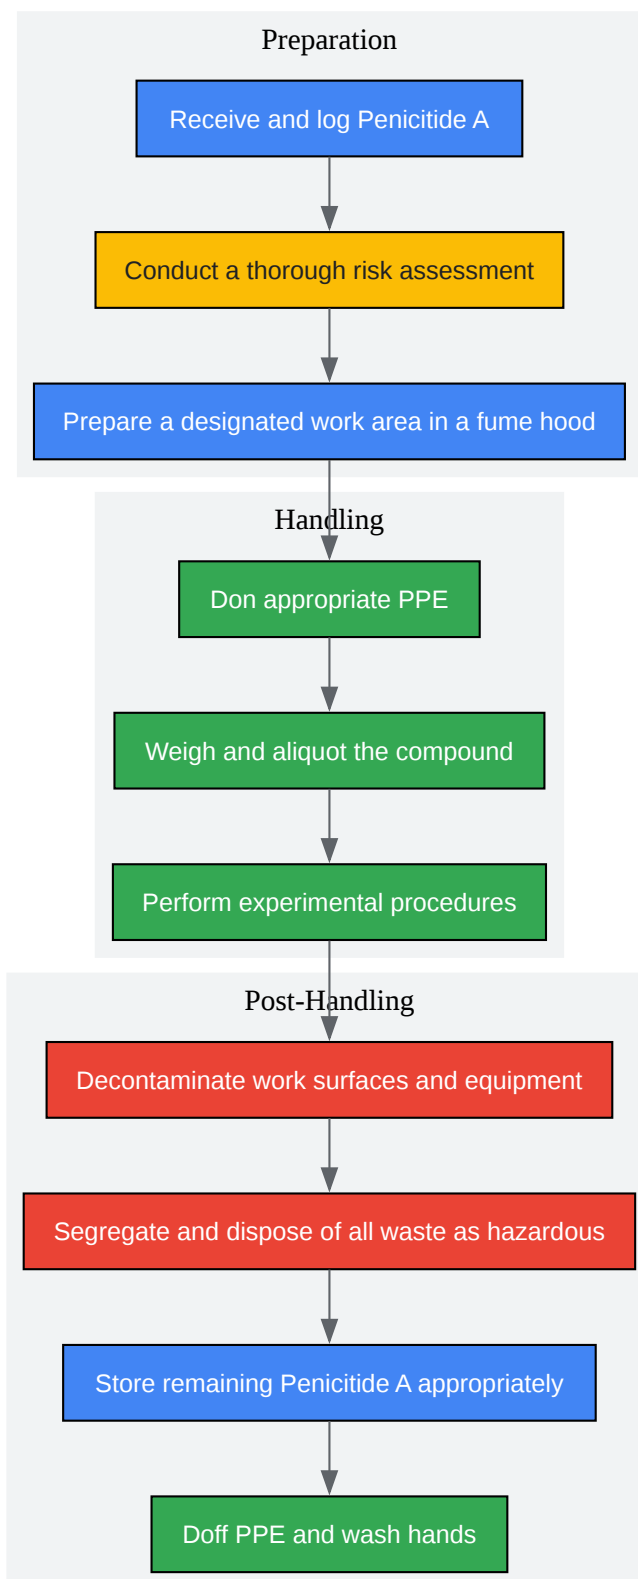 Preparation
Receive and log Penicitide A
Conduct a thorough risk assessment
Prepare a designated work area in a fume hood
Handling
Don appropriate PPE
Weigh and aliquot the compound
Perform experimental procedures
Post-Handling
Decontaminate work surfaces and equipment
Segregate and dispose of all waste as hazardous
Store remaining Penicitide A appropriately
Doff PPE and wash hands